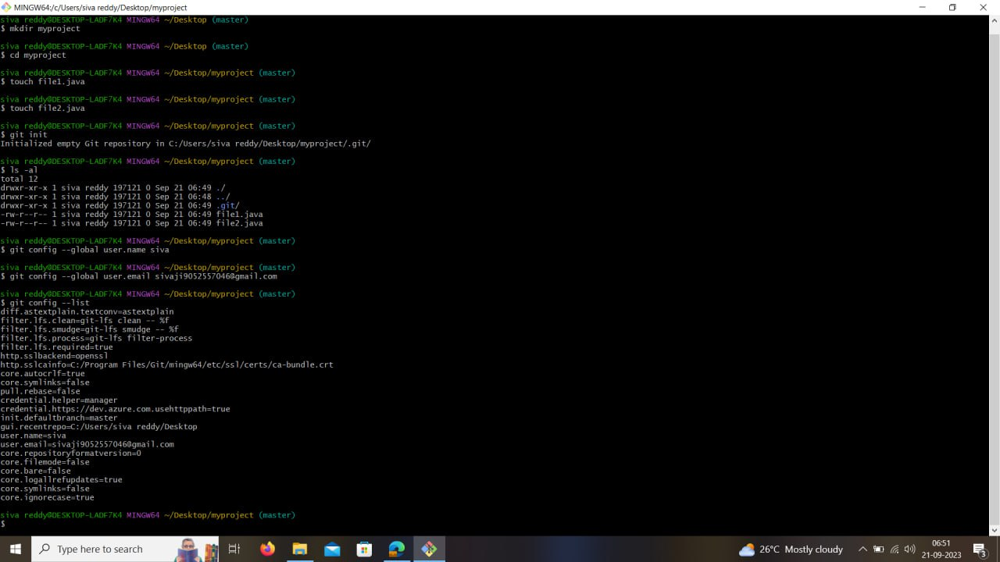 MINGW64:/c/Users/siva reddy/Desktop/myproject
siva reddy@DESKTOP-LADF7K4 MINGW64 ~/Desktop (master)
$ mkdir myproject
siva reddy@DESKTOP-LADF7K4 MINGW64 ~/Desktop (master)
$ cd myproject
siva reddy@DESKTOP-LADF7K4 MINGW64 ~/Desktop/myproject (master)
$ touch file1.java
siva reddy@DESKTOP-LADF7K4 MINGW64 ~/Desktop/myproject (master)
$ touch file2.java
siva reddy@DESKTOP-LADF7K4 MINGW64 ~/Desktop/myproject (master)
$ git init
Initialized empty Git repository in C:/Users/siva reddy/Desktop/myproject/.git/
siva reddy@DESKTOP-LADF7K4 MINGW64 ~/Desktop/myproject (master)
$ ls -al
total 12
drwxr-xr-x 1 siva reddy 197121 0 Sep 21 06:49 ./
drwxr-xr-x 1 siva reddy 197121 0 Sep 21 06:48 ../
drwxr-xr-x 1 siva reddy 197121 0 Sep 21 06:49 .git/
-rw-r--r-- 1 siva reddy 197121 0 Sep 21 06:49 file1.java
-rw-r--r-- 1 siva reddy 197121 0 Sep 21 06:49 file2.java
siva reddy@DESKTOP-LADF7K4 MINGW64 ~/Desktop/myproject (master)
$ git config --global user.name siva
siva reddy@DESKTOP-LADF7K4 MINGW64 ~/Desktop/myproject (master)
$ git config --global user.email sivaji9052557046@gmail.com
siva reddy@DESKTOP-LADF7K4 MINGW64 ~/Desktop/myproject (master)
$ git config --list
diff.astextplain.textconv=astextplain
filter.lfs.clean=git-lfs clean -- %f
filter.lfs.smudge=git-lfs smudge -- %f
filter.lfs.process=git-lfs filter-process
filter.lfs.required=true
http.sslbackend=openssl
http.sslcainfo=C:/Program Files/Git/mingw64/etc/ssl/certs/ca-bundle.crt
core.autocrlf=true
core.symlinks=false
pull.rebase=false
credential.helper=manager
credential.https://dev.azure.com.usehttppath=true
init.defaultbranch=master
gui.recentrepo=C:/Users/siva reddy/Desktop
user.name=siva
user.email=sivaji9052557046@gmail.com
core.repositoryformatversion=0
core.filemode=false
core.bare=false
core.logallrefupdates=true
core.symlinks=false
core.ignorecase=true
siva reddy@DESKTOP-LADF7K4 MINGW64 ~/Desktop/myproject (master)
$
Type here to search
26°C Mostly cloudy
06:51
21-09-2023
3